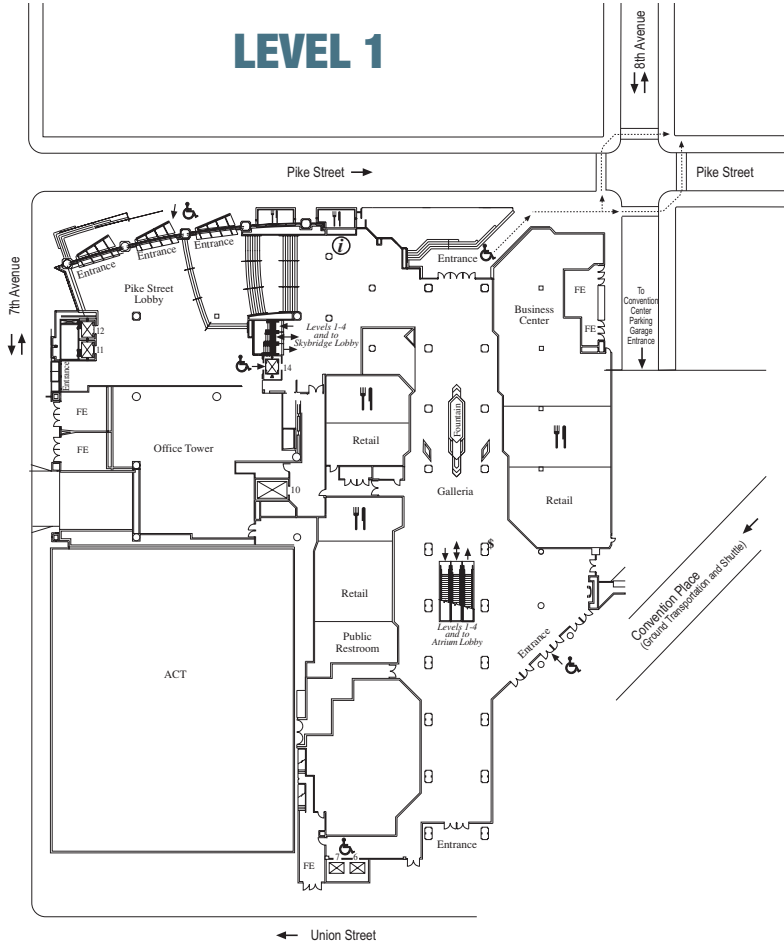 LEVEL 1
8th Avenue
Pike Street
Pike Street
7th Avenue
Entrance
Entrance
Entrance
i
Entrance
Pike Street
Lobby
Business
Center
FE
FE
To
Convention
Center
Parking
Garage
Entrance
Levels 1-4
and to
Skybridge Lobby
12
11
14
Entrance
FE
FE
Office Tower
Retail
Fountain
Galleria
Retail
10
$
Retail
Levels 1-4
and to
Atrium Lobby
Public
Restroom
Entrance
Convention Place
(Ground Transportation and Shuttle)
ACT
Entrance
7 6
FE
Union Street